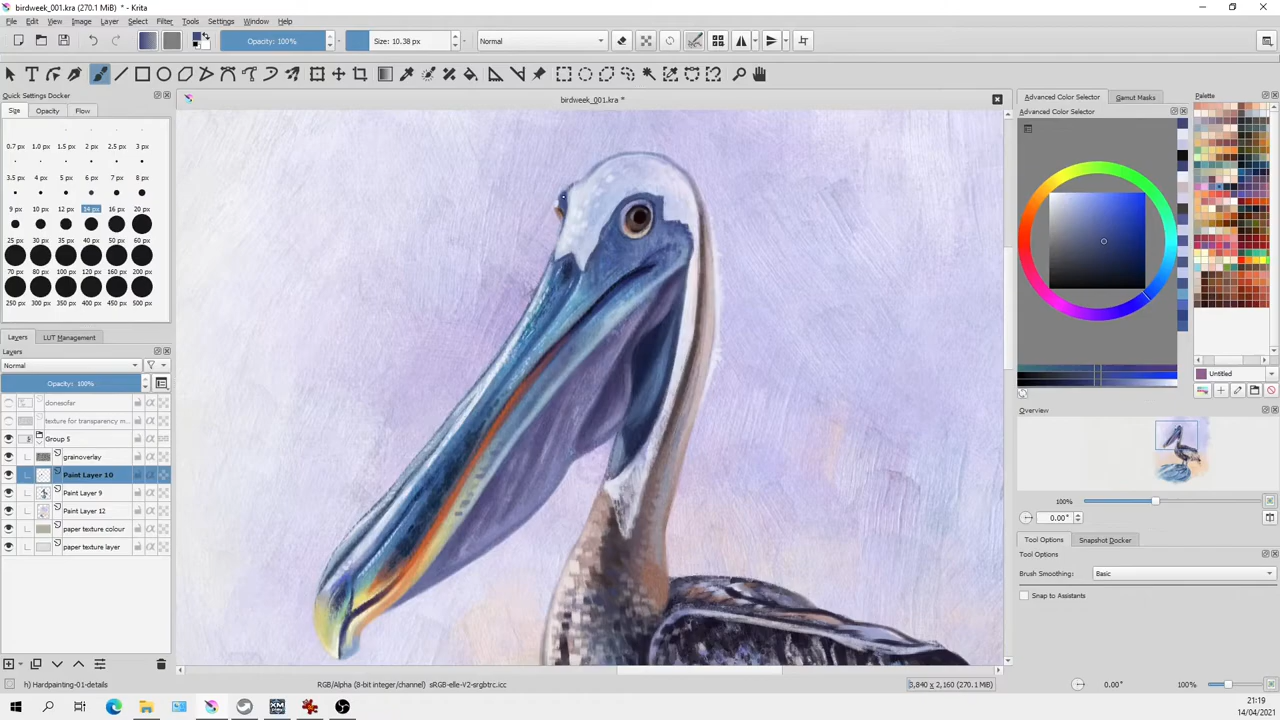 birdweek_001.kra (270.1 MiB) * - Krita
File Edit View Image Layer Select Filter Tools Settings Window Help
Opacity: 100% Size: 10.38 px Normal
Quick Settings Docker
Size Opacity Flow
0.7 px 1.0 px 1.5 px 2 px 2.5 px 3 px
3.5 px 4 px 5 px 6 px 7 px 8 px
9 px 10 px 12 px 14 px 16 px 20 px
25 px 30 px 35 px 40 px 50 px 60 px
70 px 80 px 100 px 120 px 160 px 200 px
250 px 300 px 350 px 400 px 450 px 500 px
Layers LUT Management
Layers
Normal
Opacity: 100%
donesofar
texture for transparency m...
Group 5
grainoverlay
Paint Layer 10
Paint Layer 9
Paint Layer 12
paper texture colour
paper texture layer
birdweek_001.kra *
Advanced Color Selector Gamut Masks
Advanced Color Selector
Palette
Untitled
Overview
100%
0.00°
Tool Options Snapshot Docker
Tool Options
Brush Smoothing: Basic
Snap to Assistants
h) Hardpainting-01-details
RGB/Alpha (8-bit integer/channel) sRGB-elle-V2-srgbtrc.icc
3,840 x 2,160 (270.1 MiB)
0.00°
100%
21:19
14/04/2021